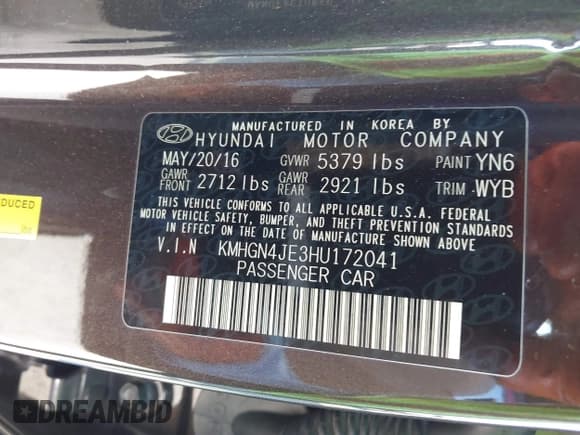 MANUFACTURED IN KOREA BY
HYUNDAI MOTOR COMPANY
MAY/20/16 GVWR 5379 lbs PAINT YN6
GAWR FRONT 2712 lbs GAWR REAR 2921 lbs TRIM WYB
THIS VEHICLE CONFORMS TO ALL APPLICABLE U.S.A. FEDERAL
MOTOR VEHICLE SAFETY, BUMPER, AND THEFT PREVENTION STANDARDS
IN EFFECT ON THE DATE OF MANUFACTURE SHOWN ABOVE.
V.I.N KMHGN4JE3HU172041
PASSENGER CAR
DREAMBID